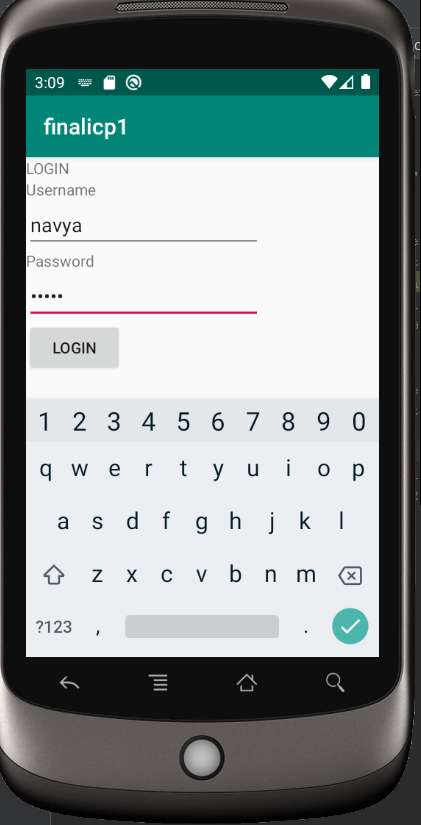 3:09
finalicp1
LOGIN
Username
navya
Password
•••••
LOGIN
1 2 3 4 5 6 7 8 9 0
q w e r t y u i o p
a s d f g h j k l
z x c v b n m
?123 , .